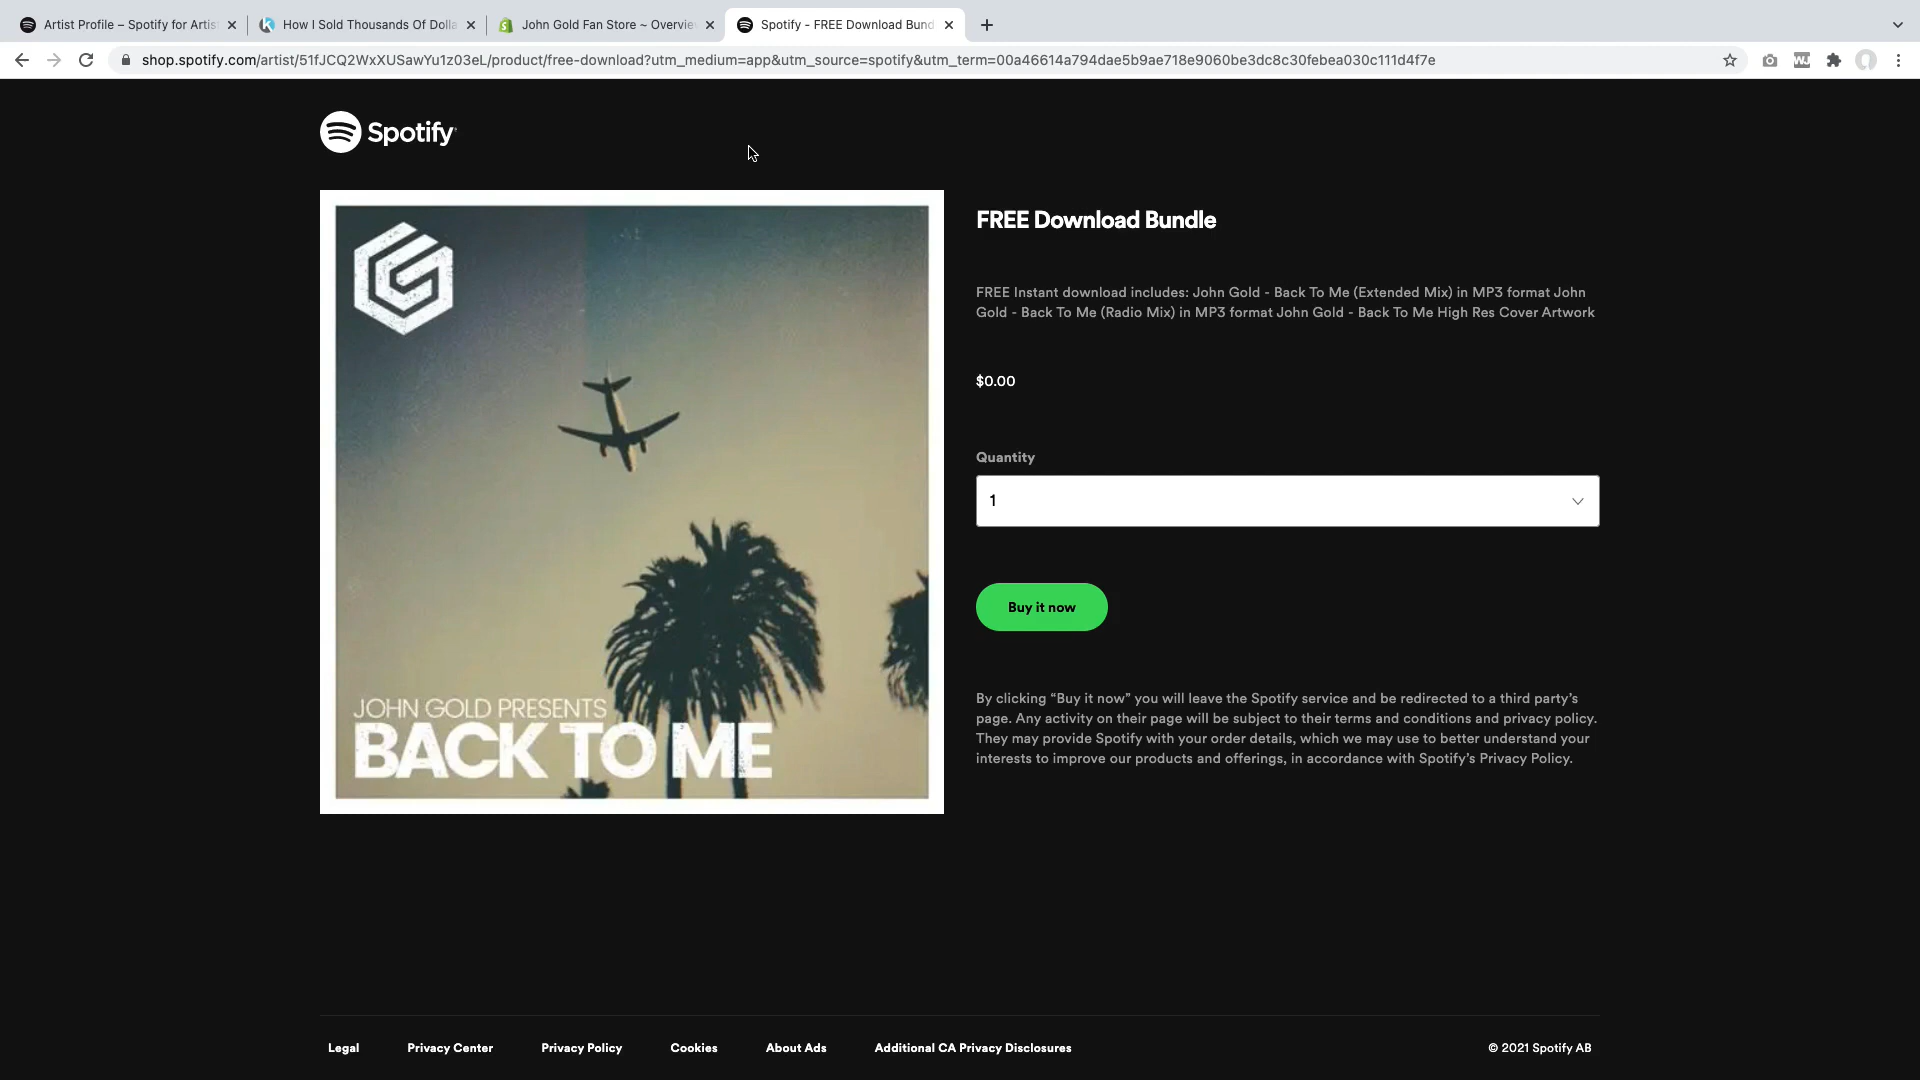 Artist Profile – Spotify for Artis
How I Sold Thousands Of Dolla
John Gold Fan Store ~ Overvie
Spotify - FREE Download Bund
shop.spotify.com/artist/51fJCQ2WxXUSawYu1z03eL/product/free-download?utm_medium=app&utm_source=spotify&utm_term=00a46614a794dae5b9ae718e9060be3dc8c30febea030c111d4f7e
WJ
Spotify
FREE Download Bundle
FREE Instant download includes: John Gold - Back To Me (Extended Mix) in MP3 format John
Gold - Back To Me (Radio Mix) in MP3 format John Gold - Back To Me High Res Cover Artwork
$0.00
Quantity
1
Buy it now
JOHN GOLD PRESENTS
BACK TO ME
By clicking “Buy it now” you will leave the Spotify service and be redirected to a third party’s
page. Any activity on their page will be subject to their terms and conditions and privacy policy.
They may provide Spotify with your order details, which we may use to better understand your
interests to improve our products and offerings, in accordance with Spotify’s Privacy Policy.
Legal
Privacy Center
Privacy Policy
Cookies
About Ads
Additional CA Privacy Disclosures
© 2021 Spotify AB